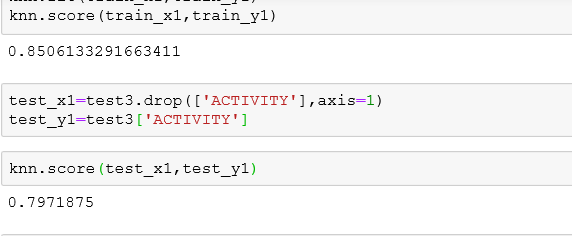 knn.score(train_x1,train_y1)
0.8506133291663411
test_x1=test3.drop(['ACTIVITY'],axis=1)
test_y1=test3['ACTIVITY']
knn.score(test_x1,test_y1)
0.7971875